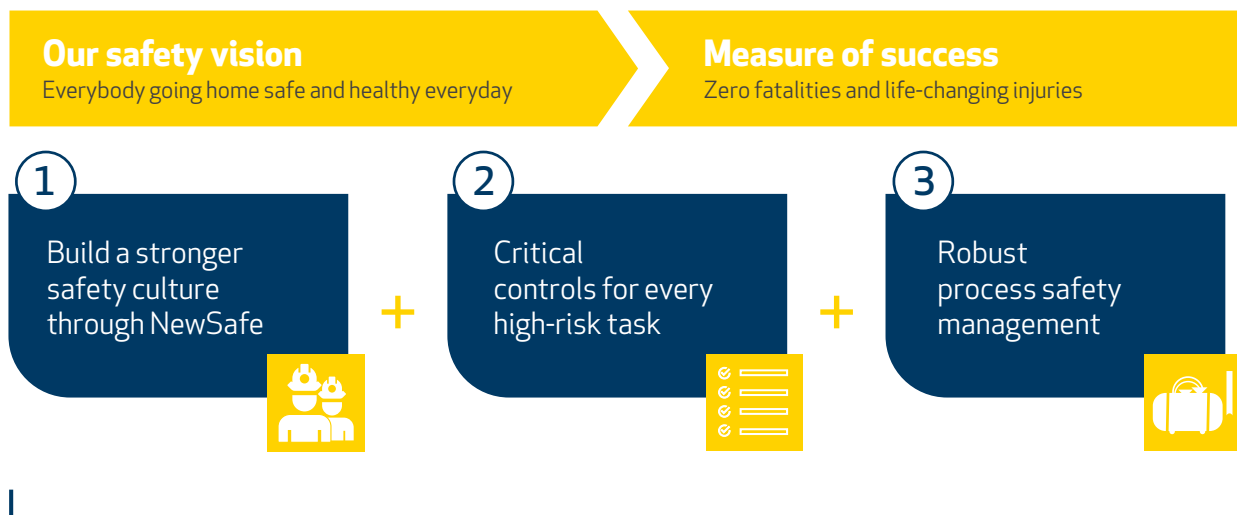 Our safety vision
Everybody going home safe and healthy everyday
Measure of success
Zero fatalities and life-changing injuries
1
Build a stronger
safety culture
through NewSafe
+
2
Critical
controls for every
high-risk task
+
3
Robust
process safety
management